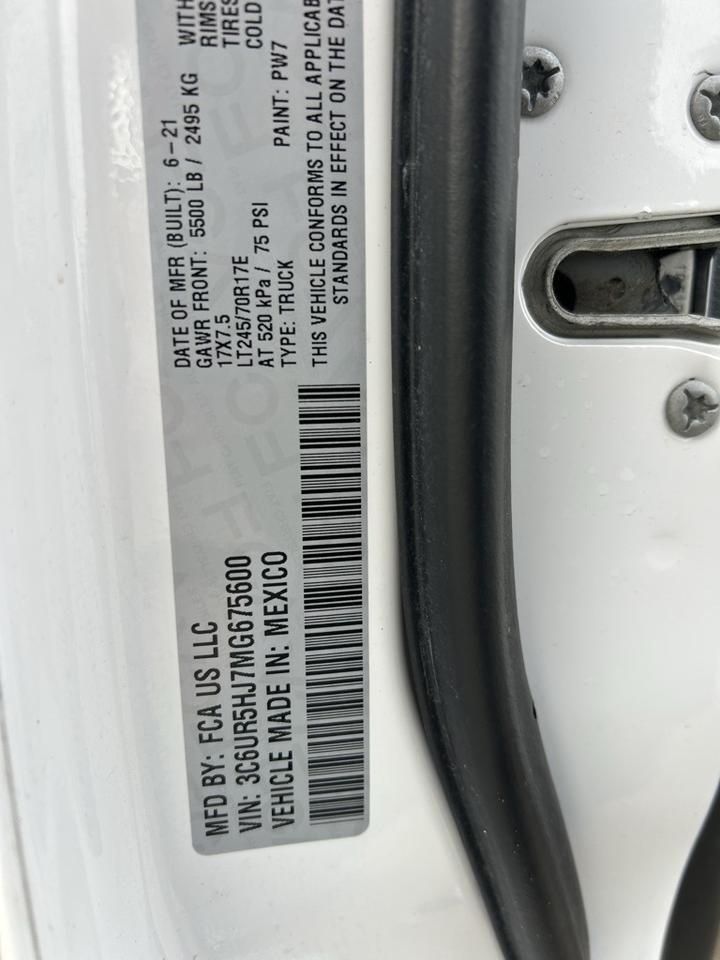 MFD BY: FCA US LLC
VIN: 3C6UR5HJ7MG675600
VEHICLE MADE IN: MEXICO
DATE OF MFR (BUILT): 6-21
GAWR FRONT: 5500 LB / 2495 KG WITH
17X7.5 RIMS
LT245/70R17E TIRES
AT 520 kPa / 75 PSI COLD
TYPE: TRUCK PAINT: PW7
THIS VEHICLE CONFORMS TO ALL
STANDARDS IN EFFECT ON THE